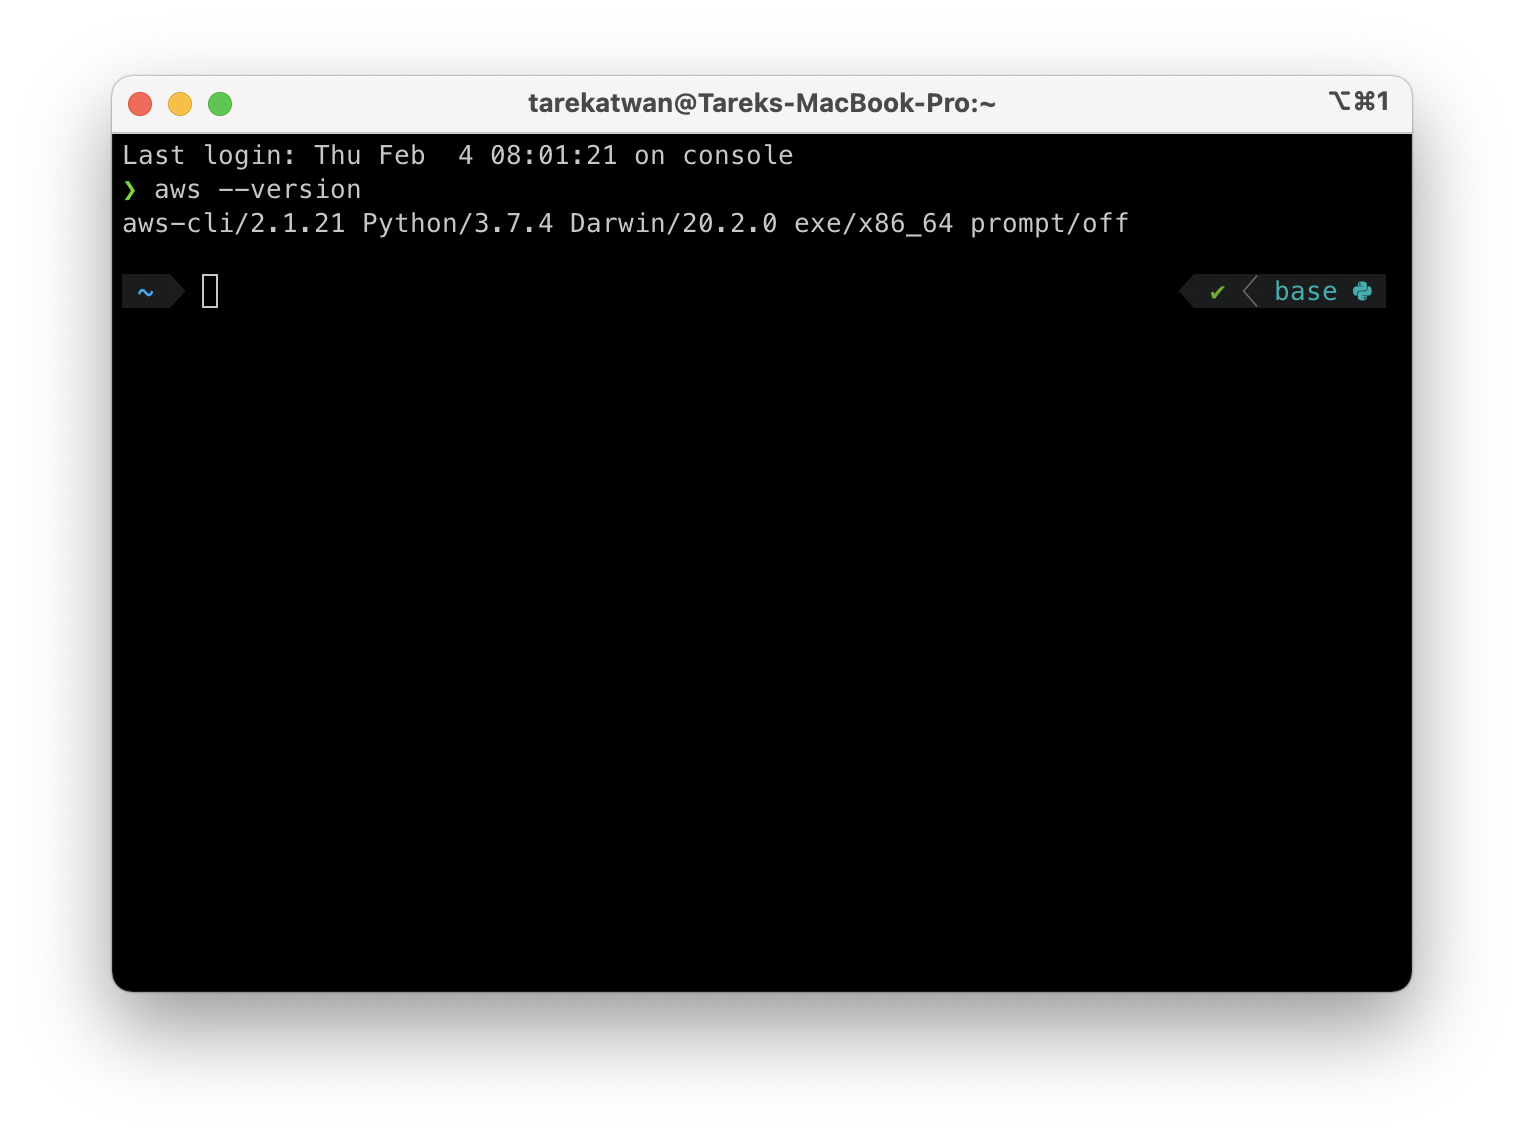 tarekatwan@Tareks-MacBook-Pro:~
⌥⌘1
Last login: Thu Feb  4 08:01:21 on console
❯ aws --version
aws-cli/2.1.21 Python/3.7.4 Darwin/20.2.0 exe/x86_64 prompt/off
~ ✔ base